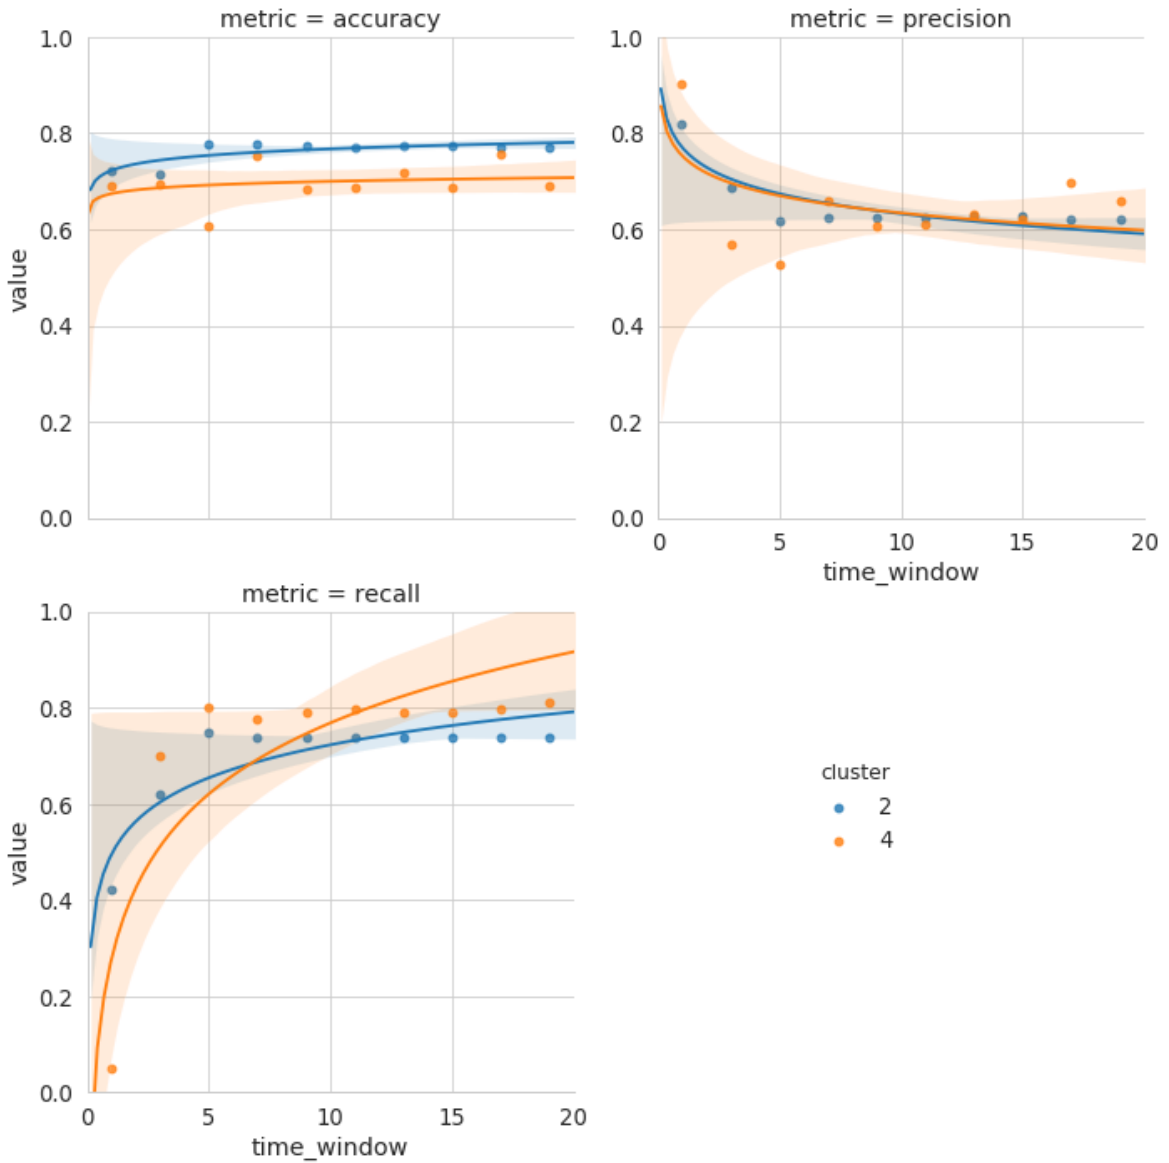 metric = accuracy
1.0
0.8
0.6
0.4
0.2
0.0
value
metric = precision
1.0
0.8
0.6
0.4
0.2
0.0
0 5 10 15 20
time_window
metric = recall
1.0
0.8
0.6
0.4
0.2
0.0
value
0 5 10 15 20
time_window
cluster
2
4